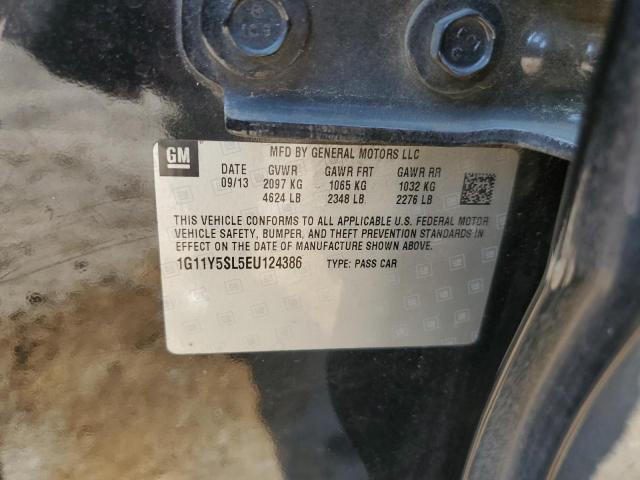 GM
MFD BY GENERAL MOTORS LLC
DATE GVWR GAWR FRT GAWR RR
09/13 2097 KG 1065 KG 1032 KG
4624 LB 2348 LB 2276 LB
THIS VEHICLE CONFORMS TO ALL APPLICABLE U.S. FEDERAL MOTOR
VEHICLE SAFETY, BUMPER, AND THEFT PREVENTION STANDARDS
IN EFFECT ON THE DATE OF MANUFACTURE SHOWN ABOVE.
1G11Y5SL5EU124386 TYPE: PASS CAR